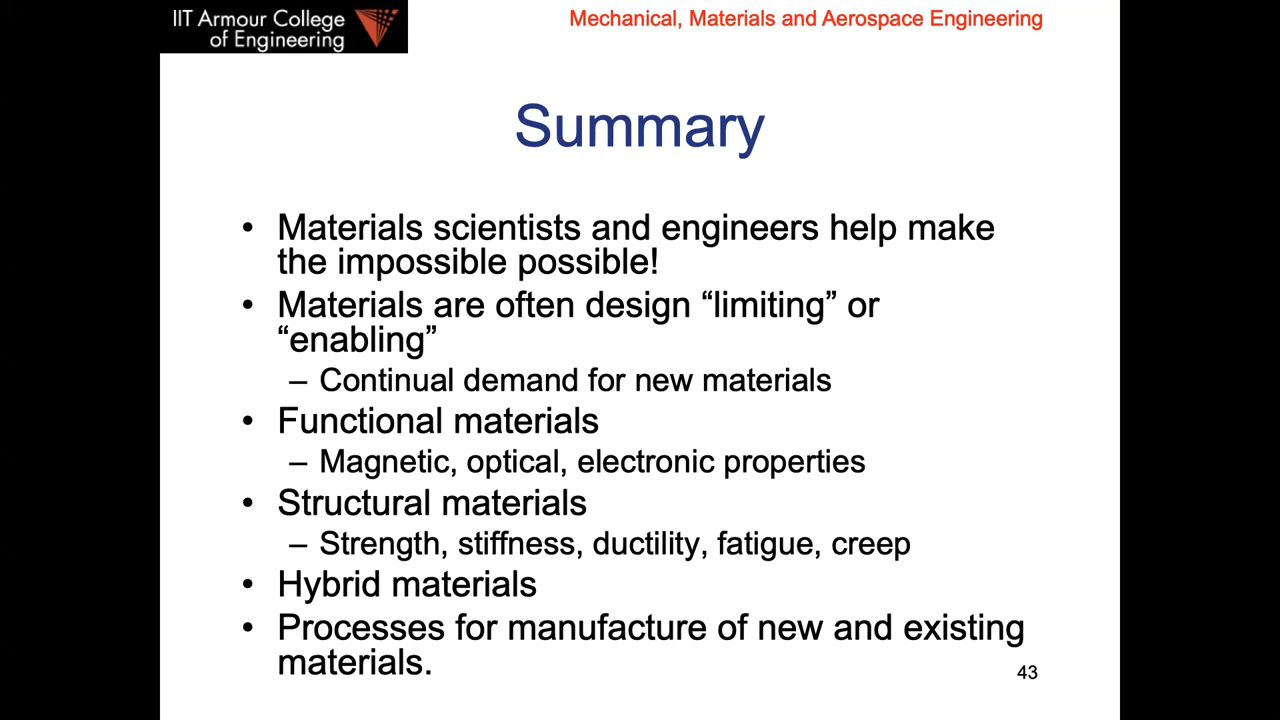 IIT Armour College
of Engineering
Mechanical, Materials and Aerospace Engineering
Summary
• Materials scientists and engineers help make
the impossible possible!
• Materials are often design “limiting” or
“enabling”
– Continual demand for new materials
• Functional materials
– Magnetic, optical, electronic properties
• Structural materials
– Strength, stiffness, ductility, fatigue, creep
• Hybrid materials
• Processes for manufacture of new and existing
materials.
43